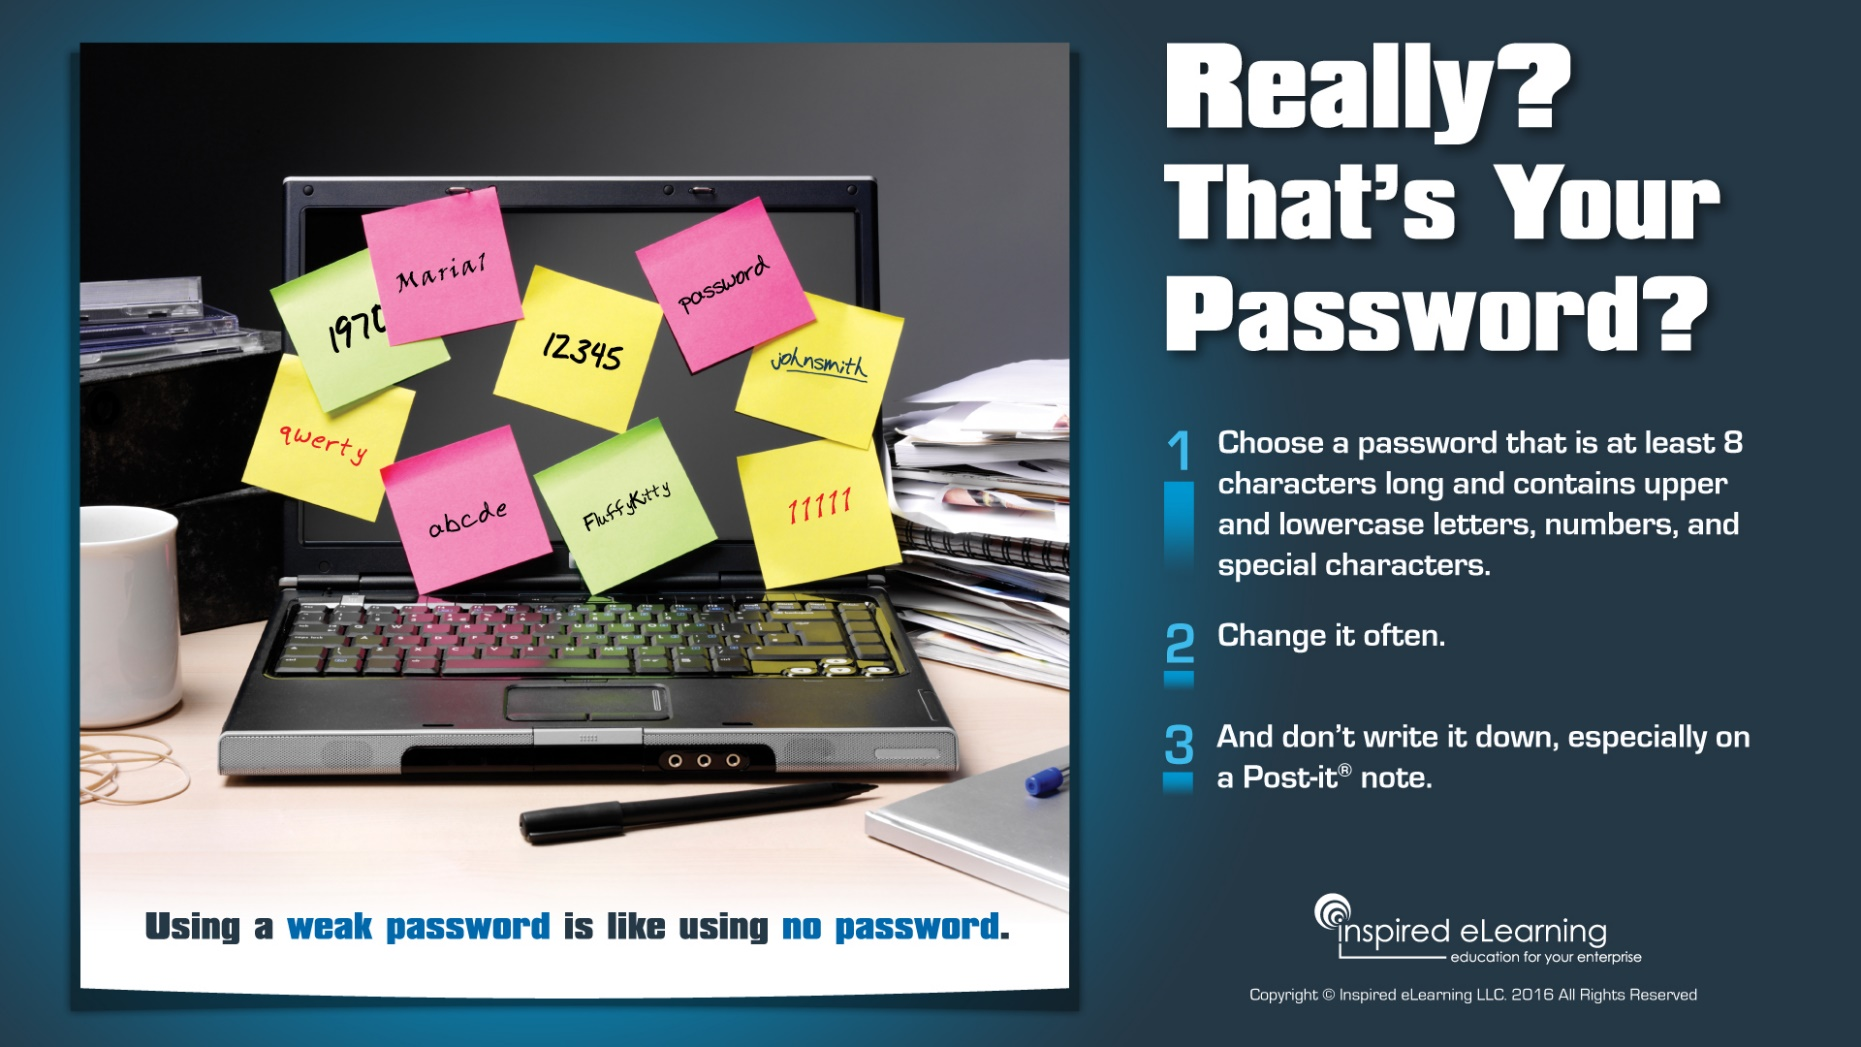 Really?
That's Your
Password?
Maria1
1970
password
12345
johnsmith
qwerty
abcde
FluffyKitty
11111
Using a weak password is like using no password.
1 Choose a password that is at least 8
characters long and contains upper
and lowercase letters, numbers, and
special characters.
2 Change it often.
3 And don't write it down, especially on
a Post-it® note.
inspired eLearning
education for your enterprise
Copyright © Inspired eLearning LLC. 2016 All Rights Reserved